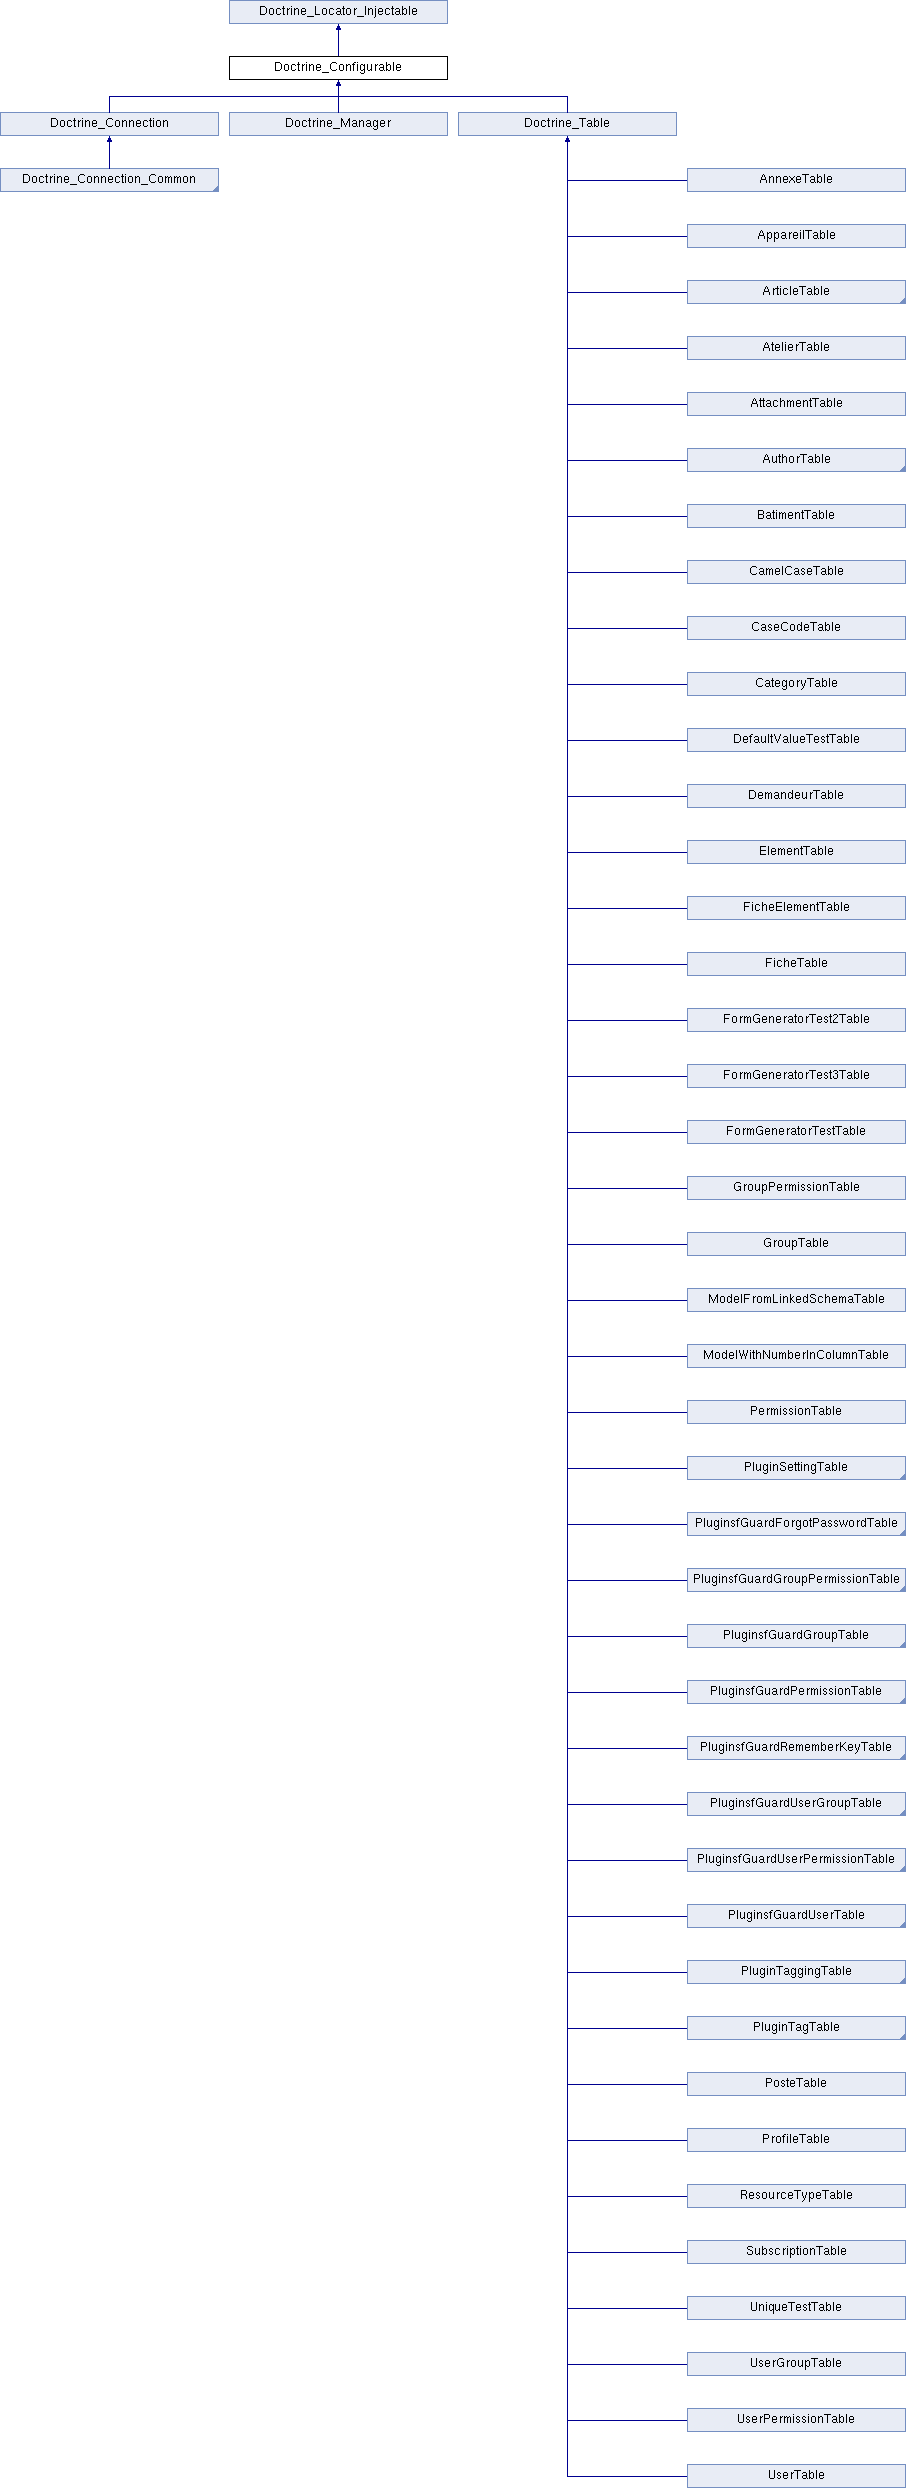 Doctrine_Locator_Injectable
Doctrine_Configurable
Doctrine_Connection
Doctrine_Manager
Doctrine_Table
Doctrine_Connection_Common
AnnexeTable
AppareilTable
ArticleTable
AtelierTable
AttachmentTable
AuthorTable
BatimentTable
CamelCaseTable
CaseCodeTable
CategoryTable
DefaultValueTestTable
DemandeurTable
ElementTable
FicheElementTable
FicheTable
FormGeneratorTest2Table
FormGeneratorTest3Table
FormGeneratorTestTable
GroupPermissionTable
GroupTable
ModelFromLinkedSchemaTable
ModelWithNumberInColumnTable
PermissionTable
PluginSettingTable
PluginsfGuardForgotPasswordTable
PluginsfGuardGroupPermissionTable
PluginsfGuardGroupTable
PluginsfGuardPermissionTable
PluginsfGuardRememberKeyTable
PluginsfGuardUserGroupTable
PluginsfGuardUserPermissionTable
PluginsfGuardUserTable
PluginTaggingTable
PluginTagTable
PosteTable
ProfileTable
ResourceTypeTable
SubscriptionTable
UniqueTestTable
UserGroupTable
UserPermissionTable
UserTable